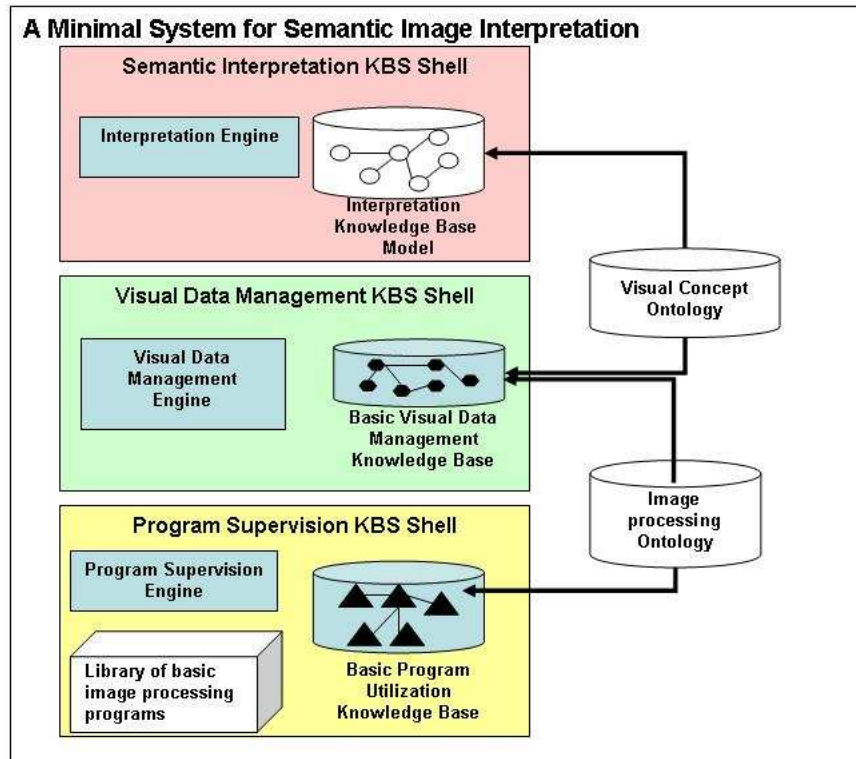 A Minimal System for Semantic Image Interpretation
Semantic Interpretation KBS Shell
Interpretation Engine
Interpretation
Knowledge Base
Model
Visual Concept
Ontology
Visual Data Management KBS Shell
Visual Data
Management
Engine
Basic Visual Data
Management
Knowledge Base
Image
processing
Ontology
Program Supervision KBS Shell
Program Supervision
Engine
Library of basic
image processing
programs
Basic Program
Utilization
Knowledge Base